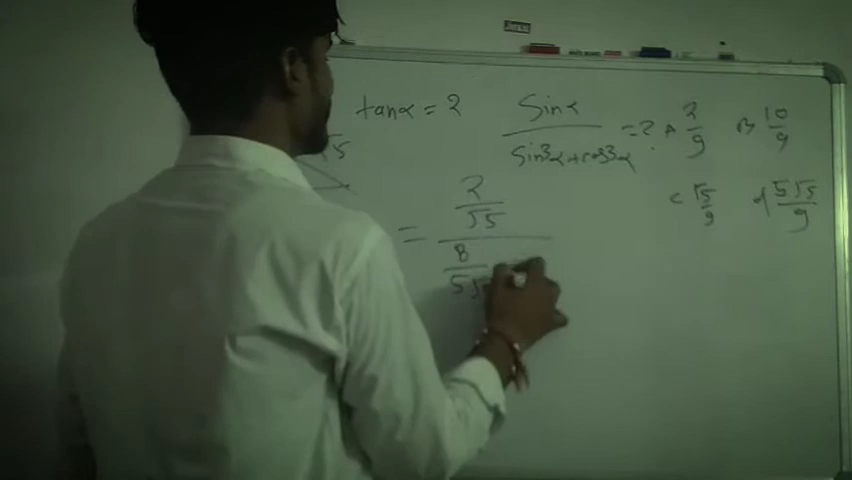 tanα = 2 sinα / sin³α + cos³α = ? A 2/9 B) 10/9
√5 c √5/9 d 5√5/9
= 2/√5
8/5√